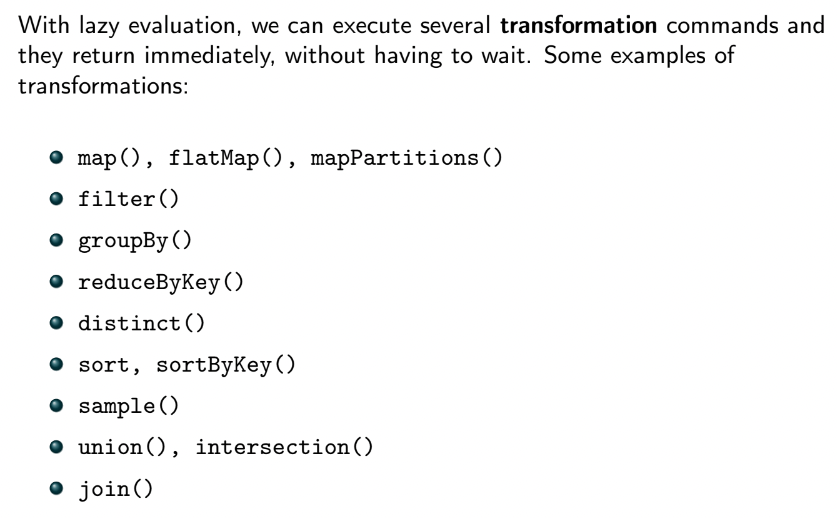 With lazy evaluation, we can execute several transformation commands and
they return immediately, without having to wait. Some examples of
transformations:
map(), flatMap(), mapPartitions()
filter()
groupBy()
reduceByKey()
distinct()
sort, sortByKey()
sample()
union(), intersection()
join()